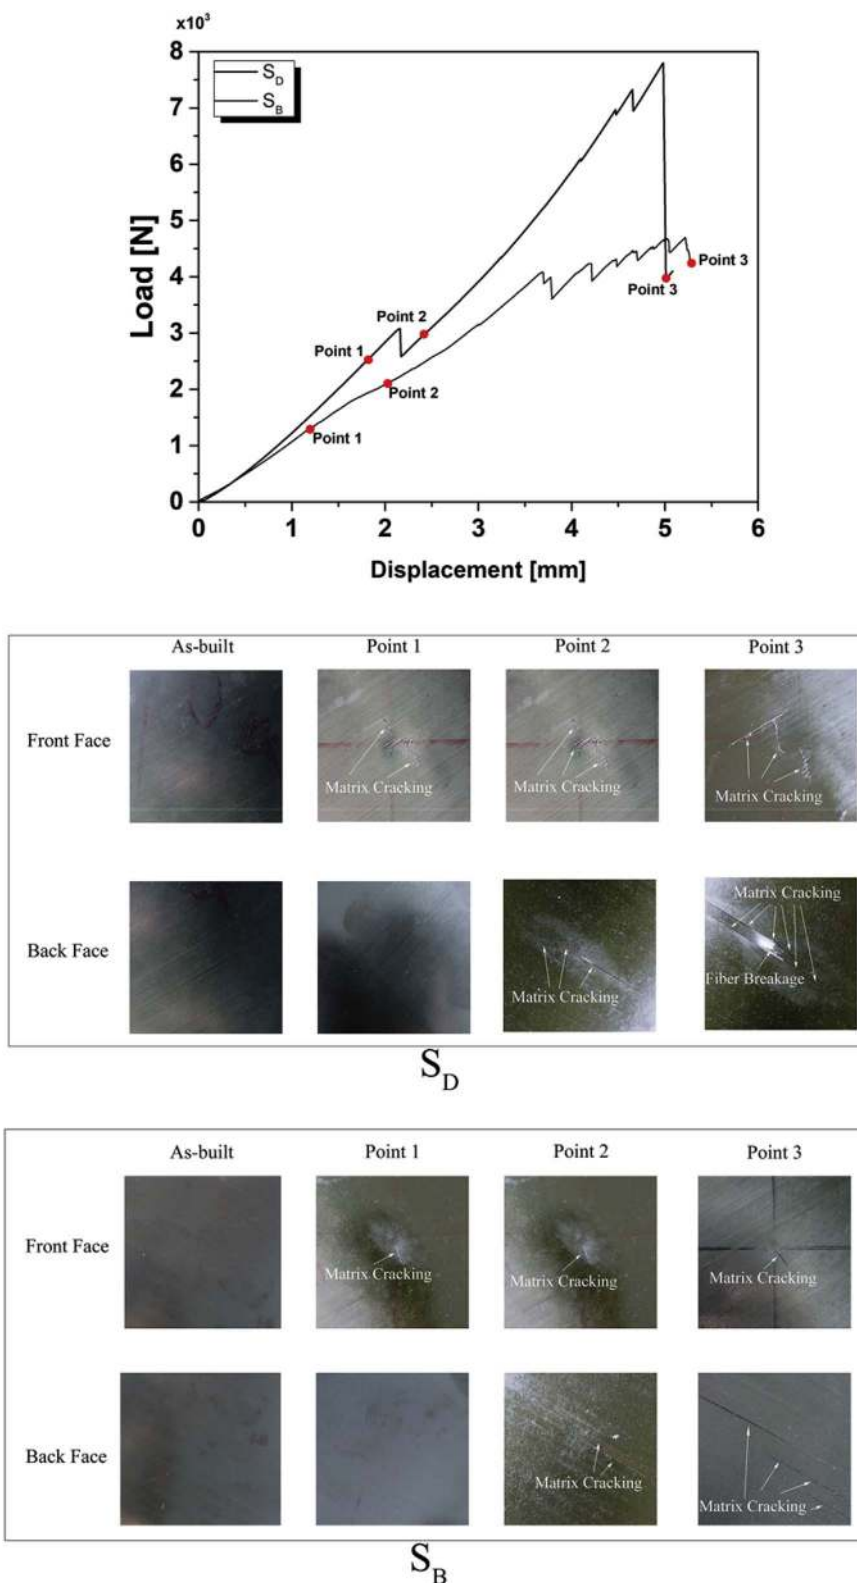 x10³
8
S_D
S_B
7
6
5
4
3
2
1
0
Load [N]
Point 3
Point 3
Point 2
Point 1
Point 2
Point 1
0 1 2 3 4 5 6
Displacement [mm]
As-built Point 1 Point 2 Point 3
Front Face
Matrix Cracking Matrix Cracking Matrix Cracking
Matrix Cracking
Back Face
Fiber Breakage
Matrix Cracking
S_D
As-built Point 1 Point 2 Point 3
Front Face
Matrix Cracking Matrix Cracking Matrix Cracking
Back Face
Matrix Cracking Matrix Cracking
S_B